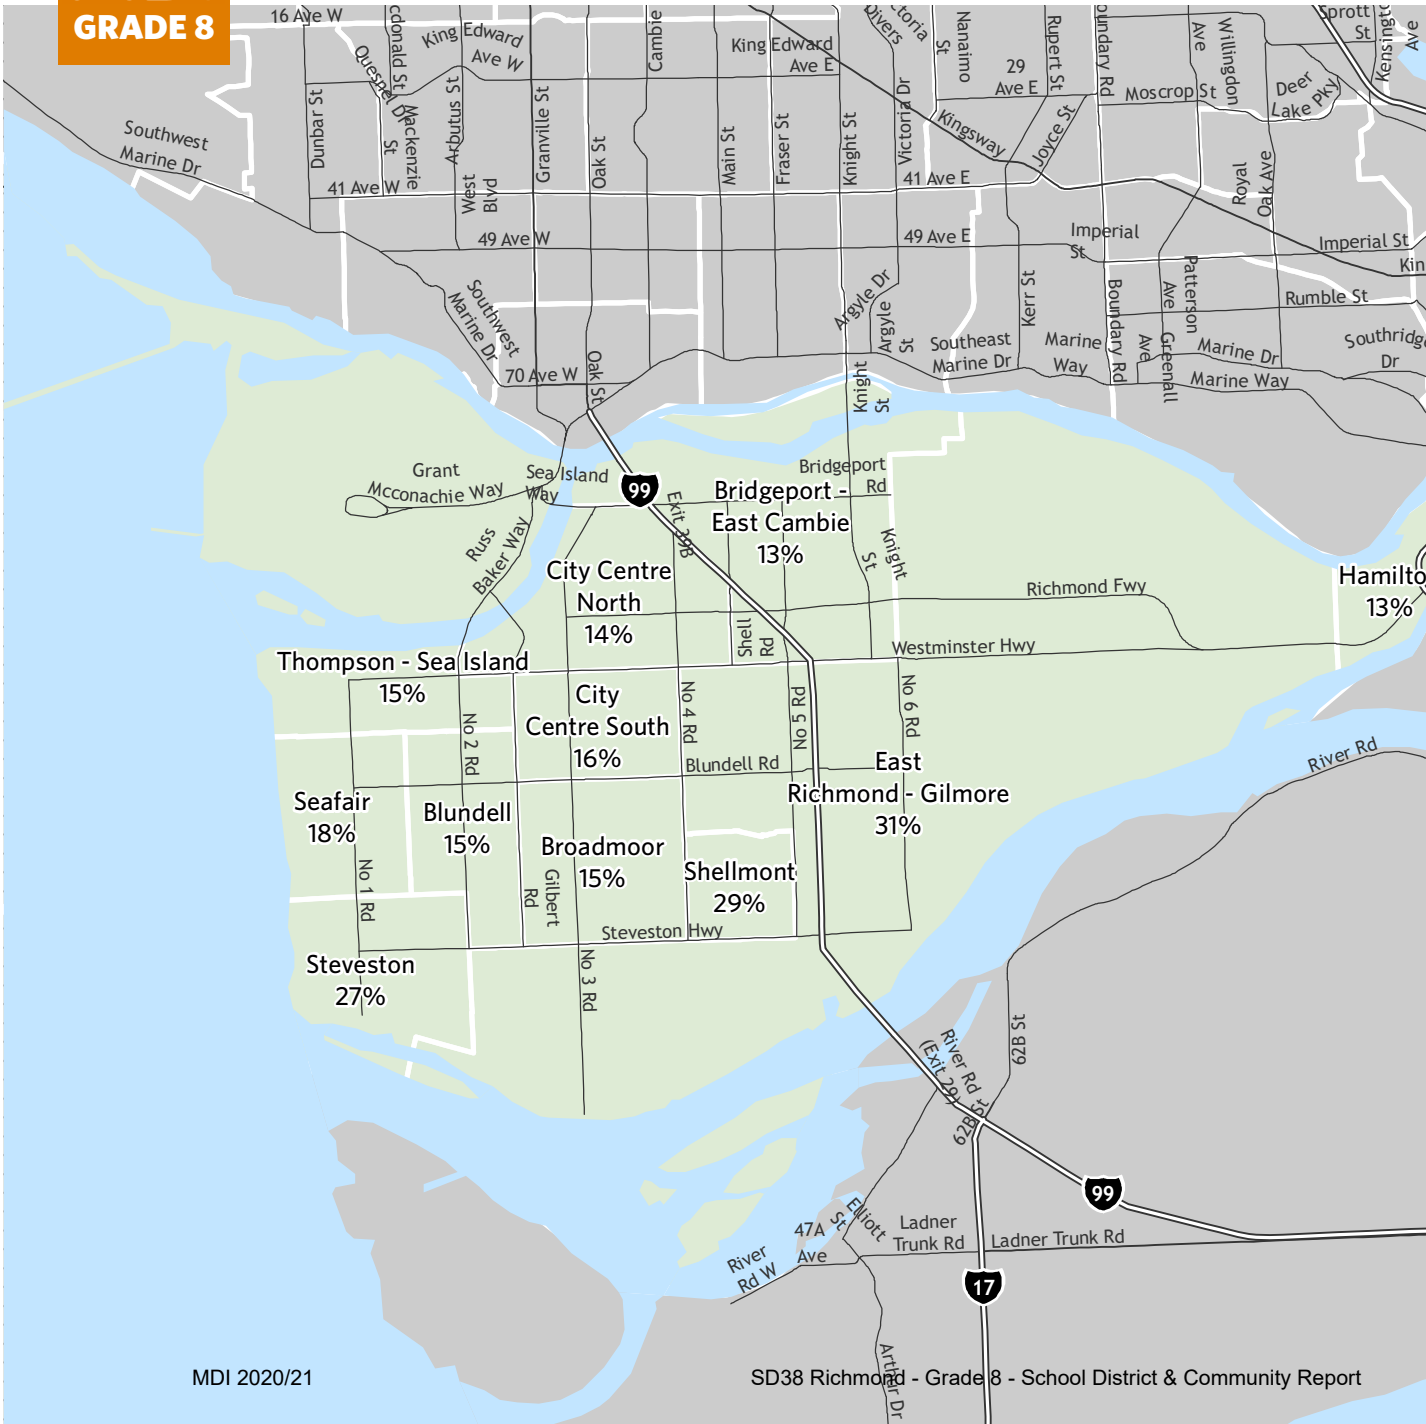 GRADE 8
16 Ave W
King Edward
Ave W
Quesnel Dr
Mackenzie
St
Arbutus St
Cambie
King Edward
Ave E
St
Nanaimo
29
Ave E
Rupert St
Boundary Rd
Moscrop St
Ave
Willingdon
Deer
Lake Pky
St
Ave
Southwest
Marine Dr
Dunbar St
Granville St
Oak St
Main St
Fraser St
Knight St
Victoria Dr
Kingsway
Joyce St
41 Ave W
West
Blvd
41 Ave E
Royal
Oak Ave
49 Ave W
49 Ave E
Imperial
St
Imperial St
Kin
Southwest
Marine Dr
Argyle Dr
Argyle
St
Kerr St
Boundary Rd
Patterson
Ave
Rumble St
Southeast
Marine Dr
Marine
Way
Greenall
Ave
Marine Dr
Marine Way
Southridge
Dr
70 Ave W
Oak St
Knight
St
Grant
Mcconachie Way
Sea Island
Way
99
Exit 39B
Bridgeport
Rd
Bridgeport -
East Cambie
13%
Russ
Baker Way
Knight
St
City Centre
North
14%
Richmond Fwy
Hamilto
13%
Shell
Rd
Westminster Hwy
Thompson - Sea Island
15%
City
Centre South
16%
No 2 Rd
No 4 Rd
No 5 Rd
No 6 Rd
Blundell Rd
East
Richmond - Gilmore
31%
River Rd
Seafair
18%
Blundell
15%
Broadmoor
15%
Shellmont
29%
No 1 Rd
Gilbert
Rd
Steveston Hwy
Steveston
27%
No 3 Rd
62B St
River Rd
(Exit 29)
62B St
99
47A
Ave
Elliott
St
Ladner
Trunk Rd
Ladner Trunk Rd
River
Rd W
17
Arthur Dr
MDI 2020/21
SD38 Richmond - Grade 8 - School District & Community Report